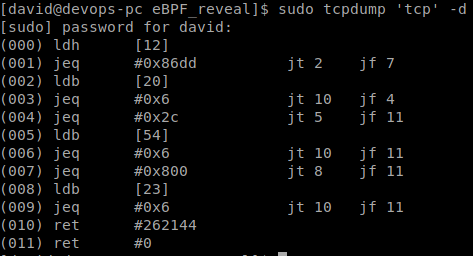 [david@devops-pc eBPF_reveal]$ sudo tcpdump 'tcp' -d
[sudo] password for david:
(000) ldh [12]
(001) jeq #0x86dd jt 2 jf 7
(002) ldb [20]
(003) jeq #0x6 jt 10 jf 4
(004) jeq #0x2c jt 5 jf 11
(005) ldb [54]
(006) jeq #0x6 jt 10 jf 11
(007) jeq #0x800 jt 8 jf 11
(008) ldb [23]
(009) jeq #0x6 jt 10 jf 11
(010) ret #262144
(011) ret #0